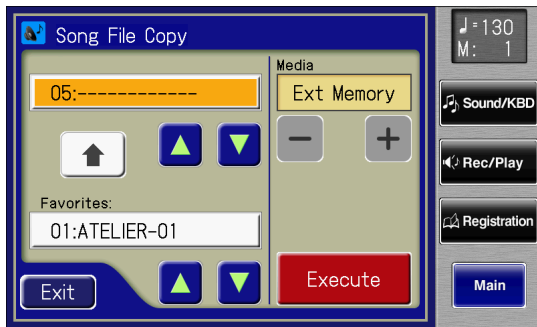 Song File Copy
♩=130
M: 1
Media
05:------------
Ext Memory
Sound/KBD
Rec/Play
Favorites:
01:ATELIER-01
Registration
Exit
Execute
Main